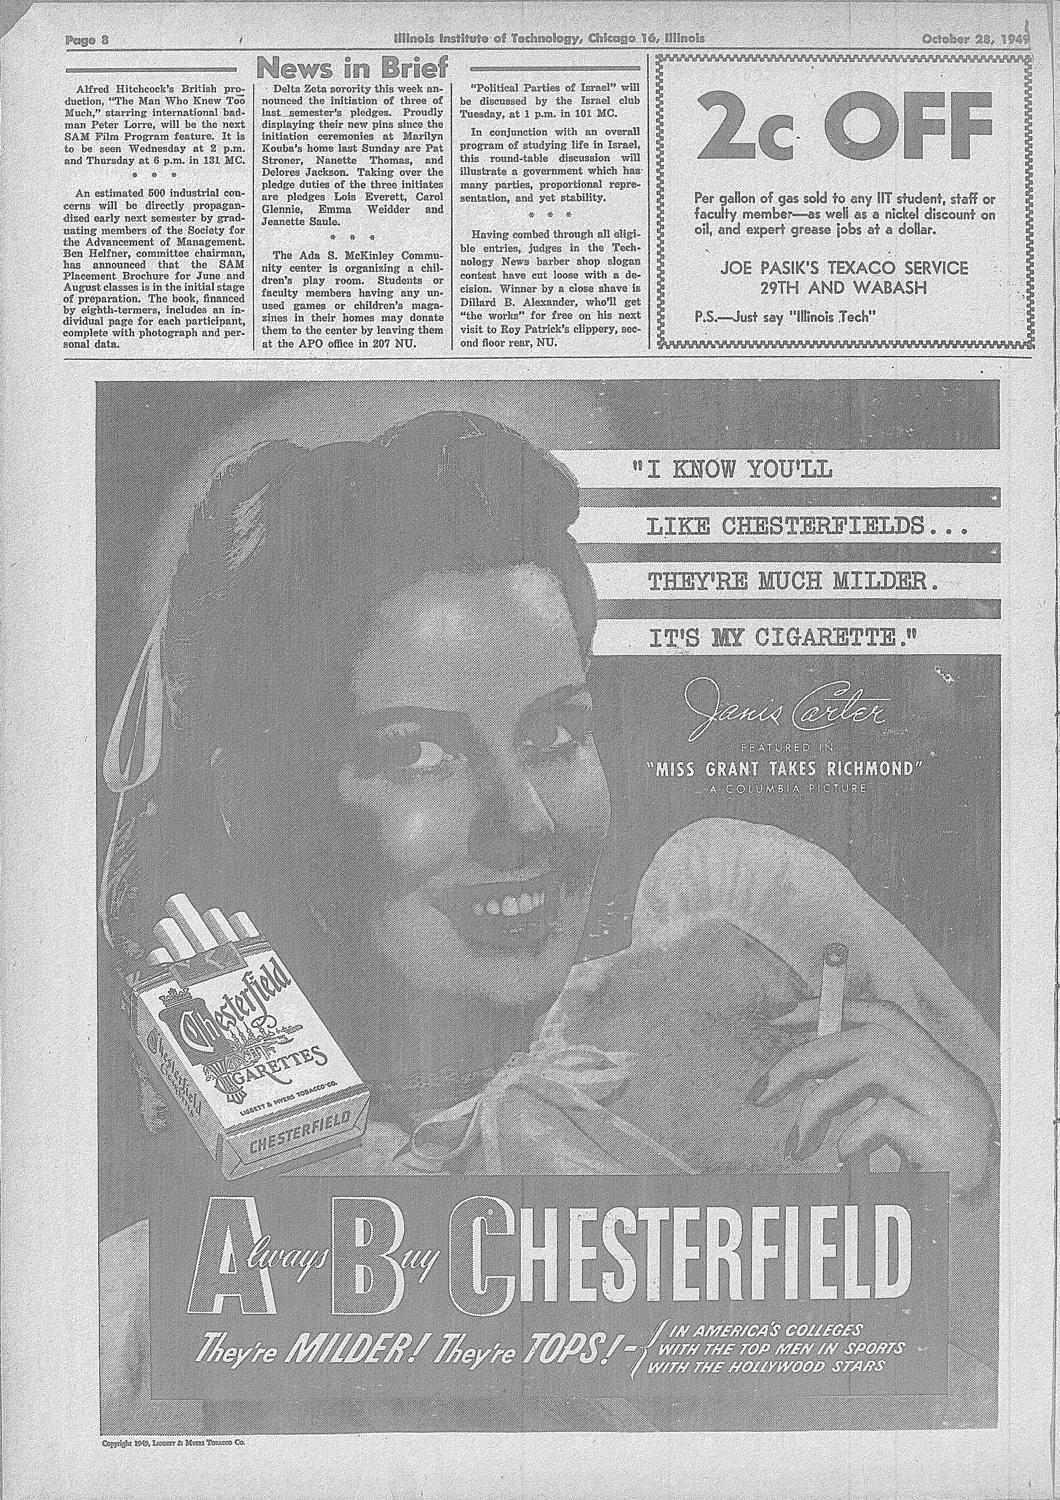 Page 8
Illinois Institute of Technology, Chicago 16, Illinois
October 28, 1949
News in Brief
Alfred Hitchcock's British pro-
duction, "The Man Who Knew Too
Much," starring international bad-
man Peter Lorre, will be the next
SAM Film Program feature. It is
to be seen Wednesday at 2 p.m.
and Thursday at 6 p.m. in 131 MC.
* * *
An estimated 500 industrial con-
cerns will be directly propagan-
dized early next semester by grad-
uating members of the Society for
the Advancement of Management.
Ben Helfner, committee chairman,
has announced that the SAM
Placement Brochure for June and
August classes is in the initial stage
of preparation. The book, financed
by eighth-termers, includes an in-
dividual page for each participant,
complete with photograph and per-
sonal data.
Delta Zeta sorority this week an-
nounced the initiation of three of
last semester's pledges. Proudly
displaying their new pins since the
initiation ceremonies at Marilyn
Kouba's home last Sunday are Pat
Stroner, Nanette Thomas, and
Delores Jackson. Taking over the
pledge duties of the three initiates
are pledges Lois Everett, Carol
Glennie, Emma Weidder and
Jeanette Saule.
* * *
The Ada S. McKinley Commu-
nity center is organizing a chil-
dren's play room. Students or
faculty members having any un-
used games or children's maga-
zines in their homes may donate
them to the center by leaving them
at the APO office in 207 NU.
"Political Parties of Israel" will
be discussed by the Israel club
Tuesday, at 1 p.m. in 101 MC.
In conjunction with an overall
program of studying life in Israel,
this round-table discussion will
illustrate a government which has
many parties, proportional repre-
sentation, and yet stability.
* * *
Having combed through all eligi-
ble entries, judges in the Tech-
nology News barber shop slogan
contest have cut loose with a de-
cision. Winner by a close shave is
Dillard B. Alexander, who'll get
"the works" for free on his next
visit to Roy Patrick's clippery, sec-
ond floor rear, NU.
2c OFF
Per gallon of gas sold to any IIT student, staff or
faculty member—as well as a nickel discount on
oil, and expert grease jobs at a dollar.
JOE PASIK'S TEXACO SERVICE
29TH AND WABASH
P.S.—Just say "Illinois Tech"
"I KNOW YOU'LL
LIKE CHESTERFIELDS...
THEY'RE MUCH MILDER.
IT'S MY CIGARETTE."
Janis Carter
FEATURED IN
"MISS GRANT TAKES RICHMOND"
A COLUMBIA PICTURE
Chesterfield
CIGARETTES
LIGGETT & MYERS TOBACCO CO.
CHESTERFIELD
Chesterfield
Cigarettes
Always Buy CHESTERFIELD
They're MILDER! They're TOPS!—
IN AMERICA'S COLLEGES
WITH THE TOP MEN IN SPORTS
WITH THE HOLLYWOOD STARS
Copyright 1949, LIGGETT & MYERS TOBACCO CO.